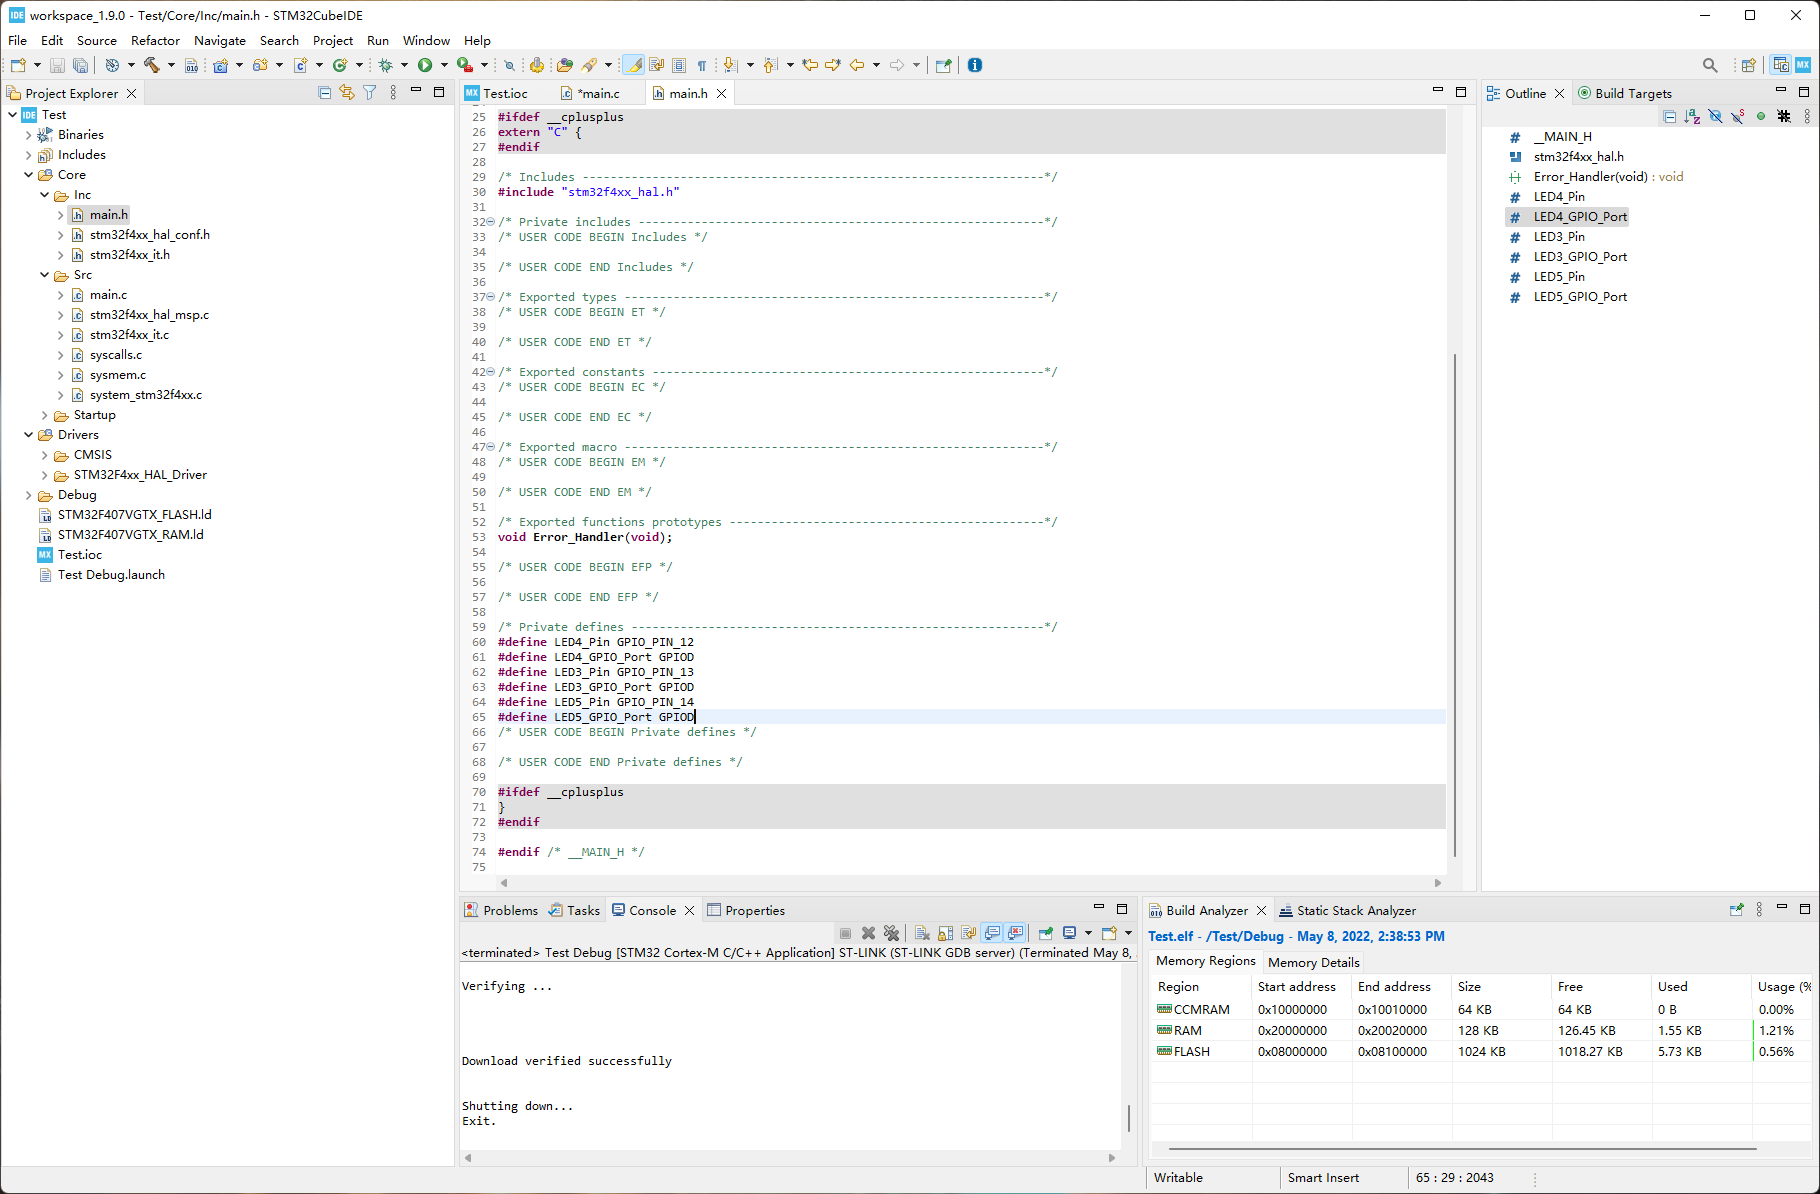 IDE workspace_1.9.0 - Test/Core/Inc/main.h - STM32CubeIDE
File Edit Source Refactor Navigate Search Project Run Window Help
Project Explorer
IDE Test
Binaries
Includes
Core
Inc
main.h
stm32f4xx_hal_conf.h
stm32f4xx_it.h
Src
main.c
stm32f4xx_hal_msp.c
stm32f4xx_it.c
syscalls.c
sysmem.c
system_stm32f4xx.c
Startup
Drivers
CMSIS
STM32F4xx_HAL_Driver
Debug
STM32F407VGTX_FLASH.ld
STM32F407VGTX_RAM.ld
MX Test.ioc
Test Debug.launch
MX Test.ioc *main.c main.h
25 #ifdef __cplusplus
26 extern "C" {
27 #endif
28
29 /* Includes ------------------------------------------------------------------*/
30 #include "stm32f4xx_hal.h"
31
32 /* Private includes ----------------------------------------------------------*/
33 /* USER CODE BEGIN Includes */
34
35 /* USER CODE END Includes */
36
37 /* Exported types ------------------------------------------------------------*/
38 /* USER CODE BEGIN ET */
39
40 /* USER CODE END ET */
41
42 /* Exported constants --------------------------------------------------------*/
43 /* USER CODE BEGIN EC */
44
45 /* USER CODE END EC */
46
47 /* Exported macro ------------------------------------------------------------*/
48 /* USER CODE BEGIN EM */
49
50 /* USER CODE END EM */
51
52 /* Exported functions prototypes ---------------------------------------------*/
53 void Error_Handler(void);
54
55 /* USER CODE BEGIN EFP */
56
57 /* USER CODE END EFP */
58
59 /* Private defines -----------------------------------------------------------*/
60 #define LED4_Pin GPIO_PIN_12
61 #define LED4_GPIO_Port GPIOD
62 #define LED3_Pin GPIO_PIN_13
63 #define LED3_GPIO_Port GPIOD
64 #define LED5_Pin GPIO_PIN_14
65 #define LED5_GPIO_Port GPIOD
66 /* USER CODE BEGIN Private defines */
67
68 /* USER CODE END Private defines */
69
70 #ifdef __cplusplus
71 }
72 #endif
73
74 #endif /* __MAIN_H */
75
Outline Build Targets
__MAIN_H
stm32f4xx_hal.h
Error_Handler(void) : void
LED4_Pin
LED4_GPIO_Port
LED3_Pin
LED3_GPIO_Port
LED5_Pin
LED5_GPIO_Port
Problems Tasks Console Properties
<terminated> Test Debug [STM32 Cortex-M C/C++ Application] ST-LINK (ST-LINK GDB server) (Terminated May 8,
Verifying ...
Download verified successfully
Shutting down...
Exit.
Build Analyzer Static Stack Analyzer
Test.elf - /Test/Debug - May 8, 2022, 2:38:53 PM
Memory Regions Memory Details
Region Start address End address Size Free Used Usage (%
CCMRAM 0x10000000 0x10010000 64 KB 64 KB 0 B 0.00%
RAM 0x20000000 0x20020000 128 KB 126.45 KB 1.55 KB 1.21%
FLASH 0x08000000 0x08100000 1024 KB 1018.27 KB 5.73 KB 0.56%
Writable Smart Insert 65 : 29 : 2043